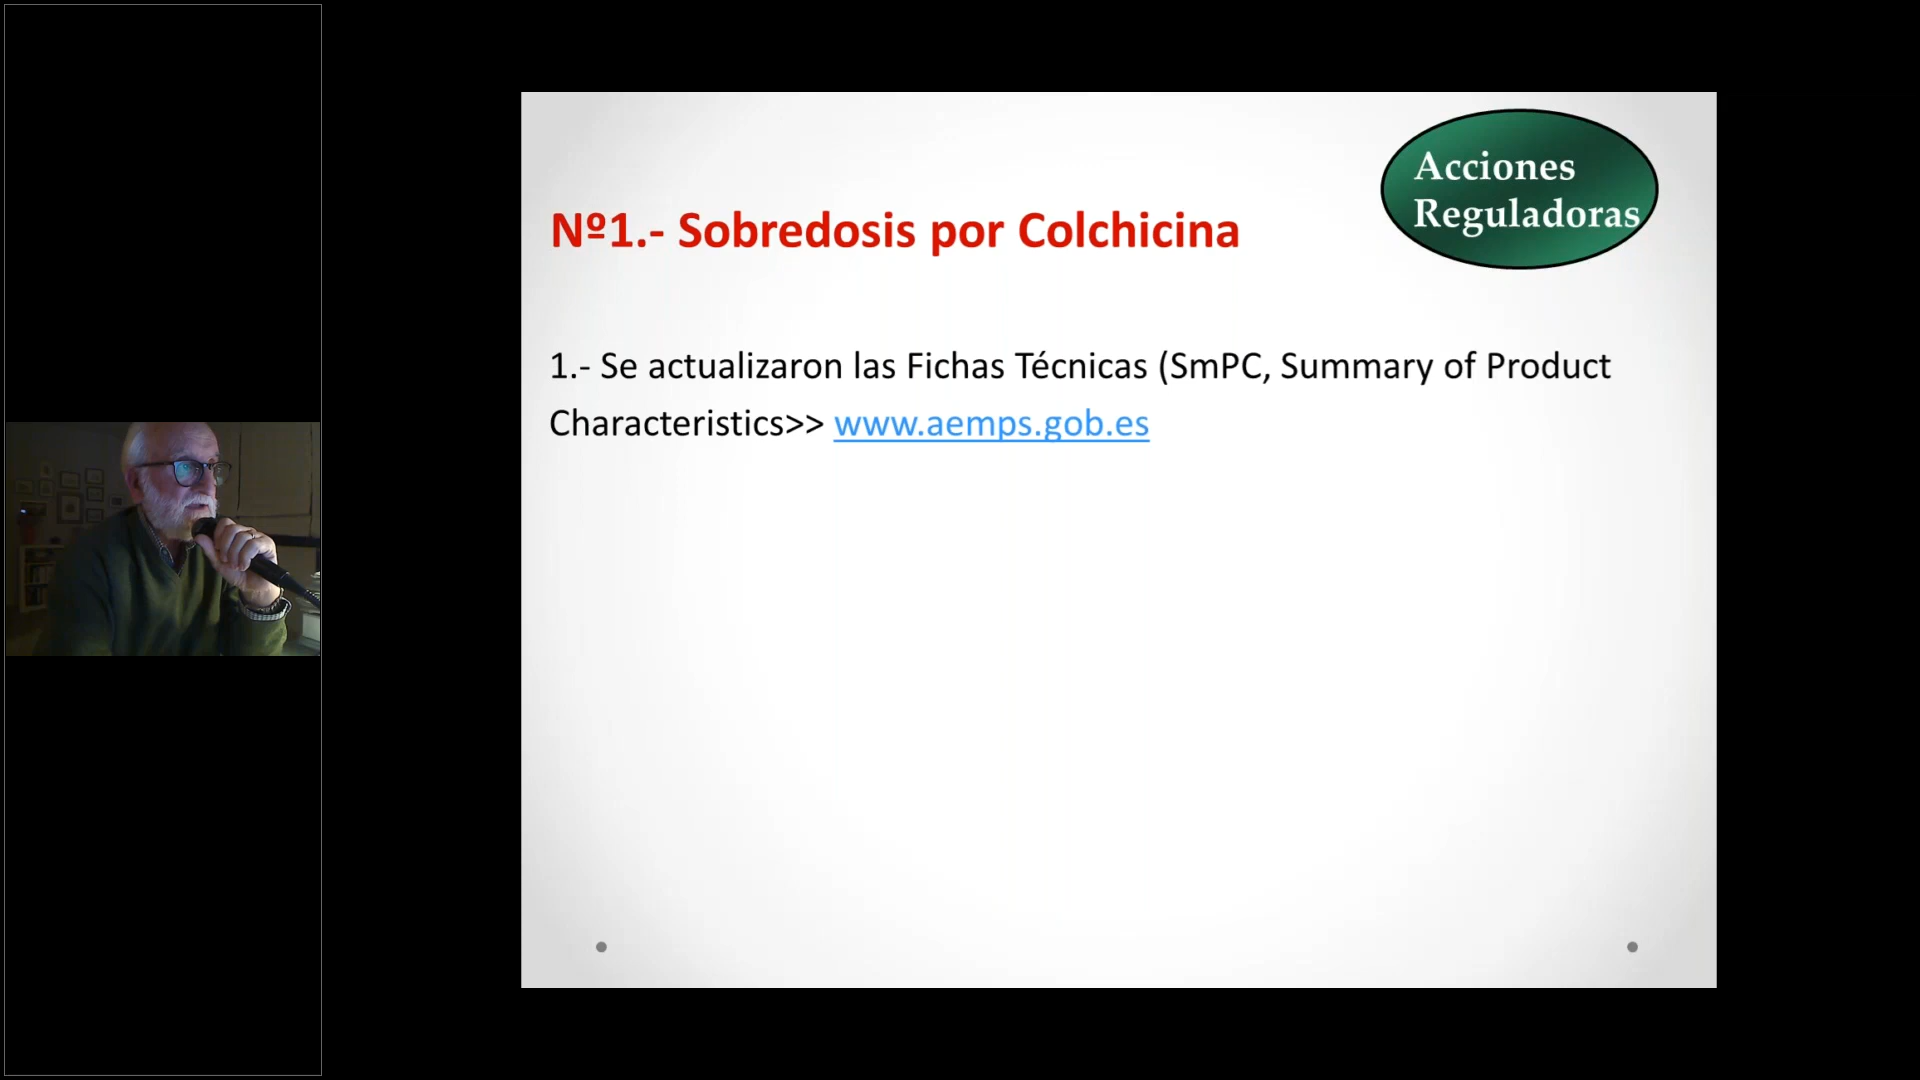 Acciones
Reguladoras
Nº1.- Sobredosis por Colchicina
1.- Se actualizaron las Fichas Técnicas (SmPC, Summary of Product
Characteristics>> www.aemps.gob.es